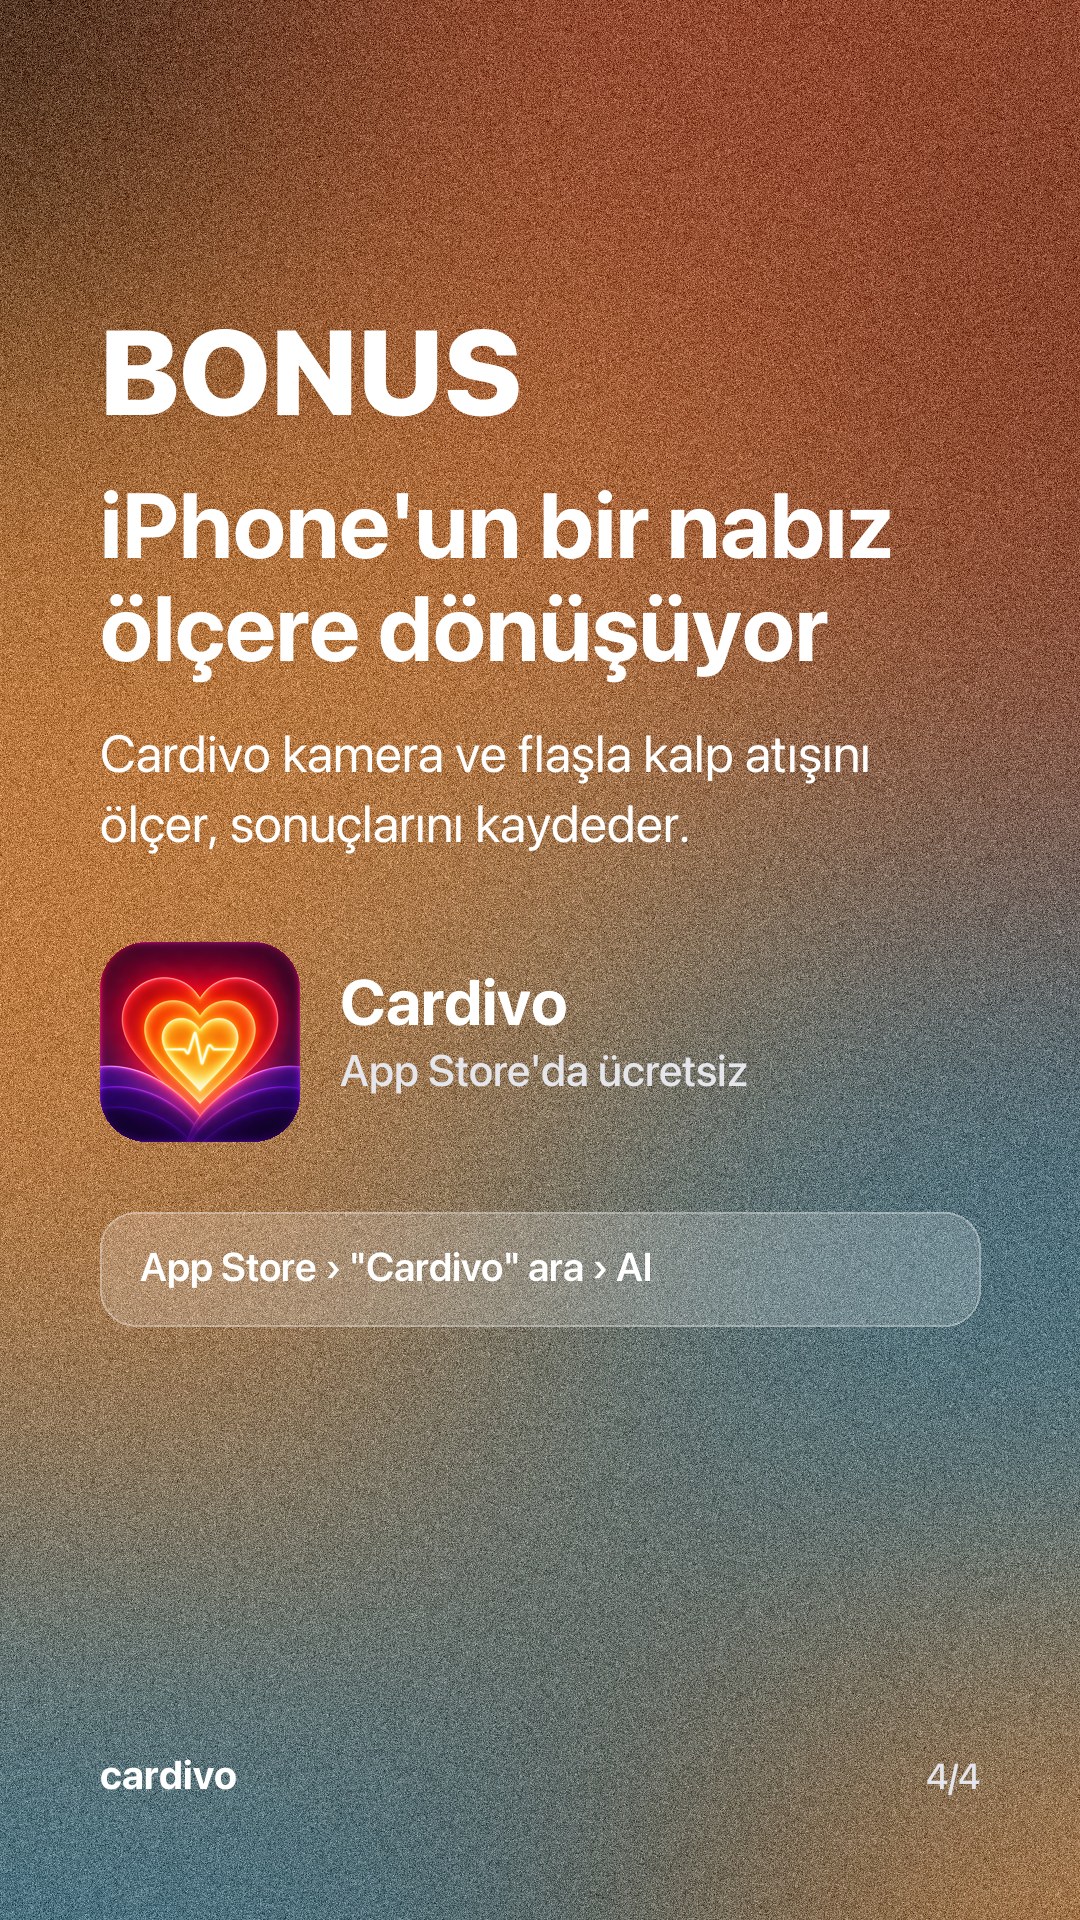 BONUS
iPhone'un bir nabız
ölçere dönüşüyor
Cardivo kamera ve flaşla kalp atışını
ölçer, sonuçlarını kaydeder.
Cardivo
App Store'da ücretsiz
App Store › "Cardivo" ara › Al
cardivo
4/4